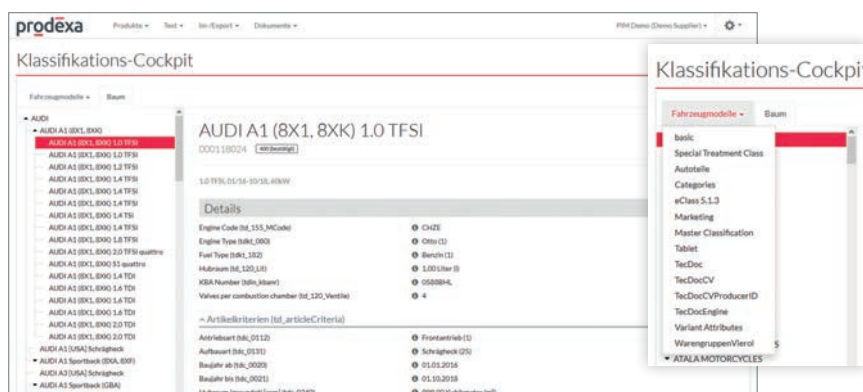 prodexa Produkte Text Im-/Export Dokumente PIM Demo (Demo Supplier)
Klassifikations-Cockpit
Fahrzeugmodelle Baum
AUDI
AUDI A1 (8X1, 8XK)
AUDI A1 (8X1, 8XK) 1.0 TFSI
AUDI A1 (8X1, 8XK) 1.0 TFSI
AUDI A1 (8X1, 8XK) 1.2 TFSI
AUDI A1 (8X1, 8XK) 1.4 TFSI
AUDI A1 (8X1, 8XK) 1.4 TFSI
AUDI A1 (8X1, 8XK) 1.4 TFSI
AUDI A1 (8X1, 8XK) 1.4 TSI
AUDI A1 (8X1, 8XK) 1.4 TFSI
AUDI A1 (8X1, 8XK) 1.8 TFSI
AUDI A1 (8X1, 8XK) 2.0 TFSI quattro
AUDI A1 (8X1, 8XK) S1 quattro
AUDI A1 (8X1, 8XK) 1.4 TDI
AUDI A1 (8X1, 8XK) 1.6 TDI
AUDI A1 (8X1, 8XK) 1.6 TDI
AUDI A1 (8X1, 8XK) 1.6 TDI
AUDI A1 (8X1, 8XK) 2.0 TDI
AUDI A1 (8X1, 8XK) 2.0 TDI
AUDI A1 [USA] Schrägheck
AUDI A1 Sportback (8XA, 8XF)
AUDI A3 [USA] Schrägheck
AUDI A1 Sportback (GBA)
AUDI A1 (8X1, 8XK) 1.0 TFSI
000118024 400 (bestätigt)
1.0 TFSI, 01/16-10/18, 60kW
Details
Engine Code (td_155_MCode) CHZE
Engine Type (tdkt_080) Otto (1)
Fuel Type (tdkt_182) Benzin (1)
Hubraum (td_120_Lit) 1,00 Liter (l)
KBA Number (tdin_kbanr) 0588BHL
Valves per combustion chamber (td_120_Ventile) 4
Artikelkriterien (td_articleCriteria)
Antriebsart (tdc_0112) Frontantrieb (1)
Aufbauart (tdc_0131) Schrägheck (25)
Baujahr ab (tdc_0020) 01.01.2016
Baujahr bis (tdc_0021) 01.10.2018
Klassifikations-Cockpit
Fahrzeugmodelle Baum
basic
Special Treatment Class
Autoteile
Categories
eClass 5.1.3
Marketing
Master Classification
Tablet
TecDoc
TecDocCV
TecDocCVProducerID
TecDocEngine
Variant Attributes
WarengruppenVierol
ATALA MOTORCYCLES